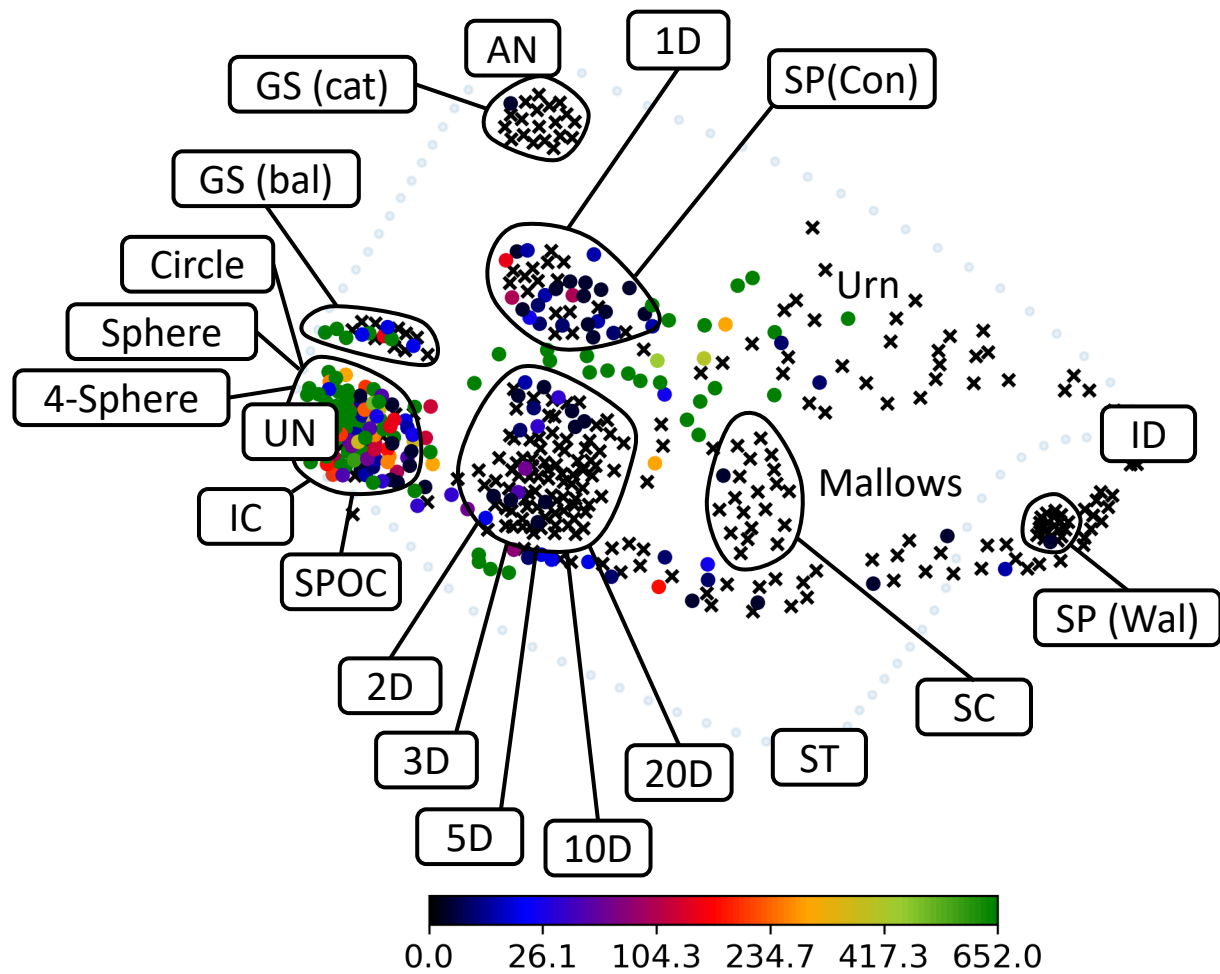 AN
1D
GS (cat)
SP(Con)
GS (bal)
Circle
Urn
Sphere
4-Sphere
UN
ID
Mallows
IC
SPOC
SP (Wal)
2D
SC
3D
20D
ST
5D
10D
0.0 26.1 104.3 234.7 417.3 652.0